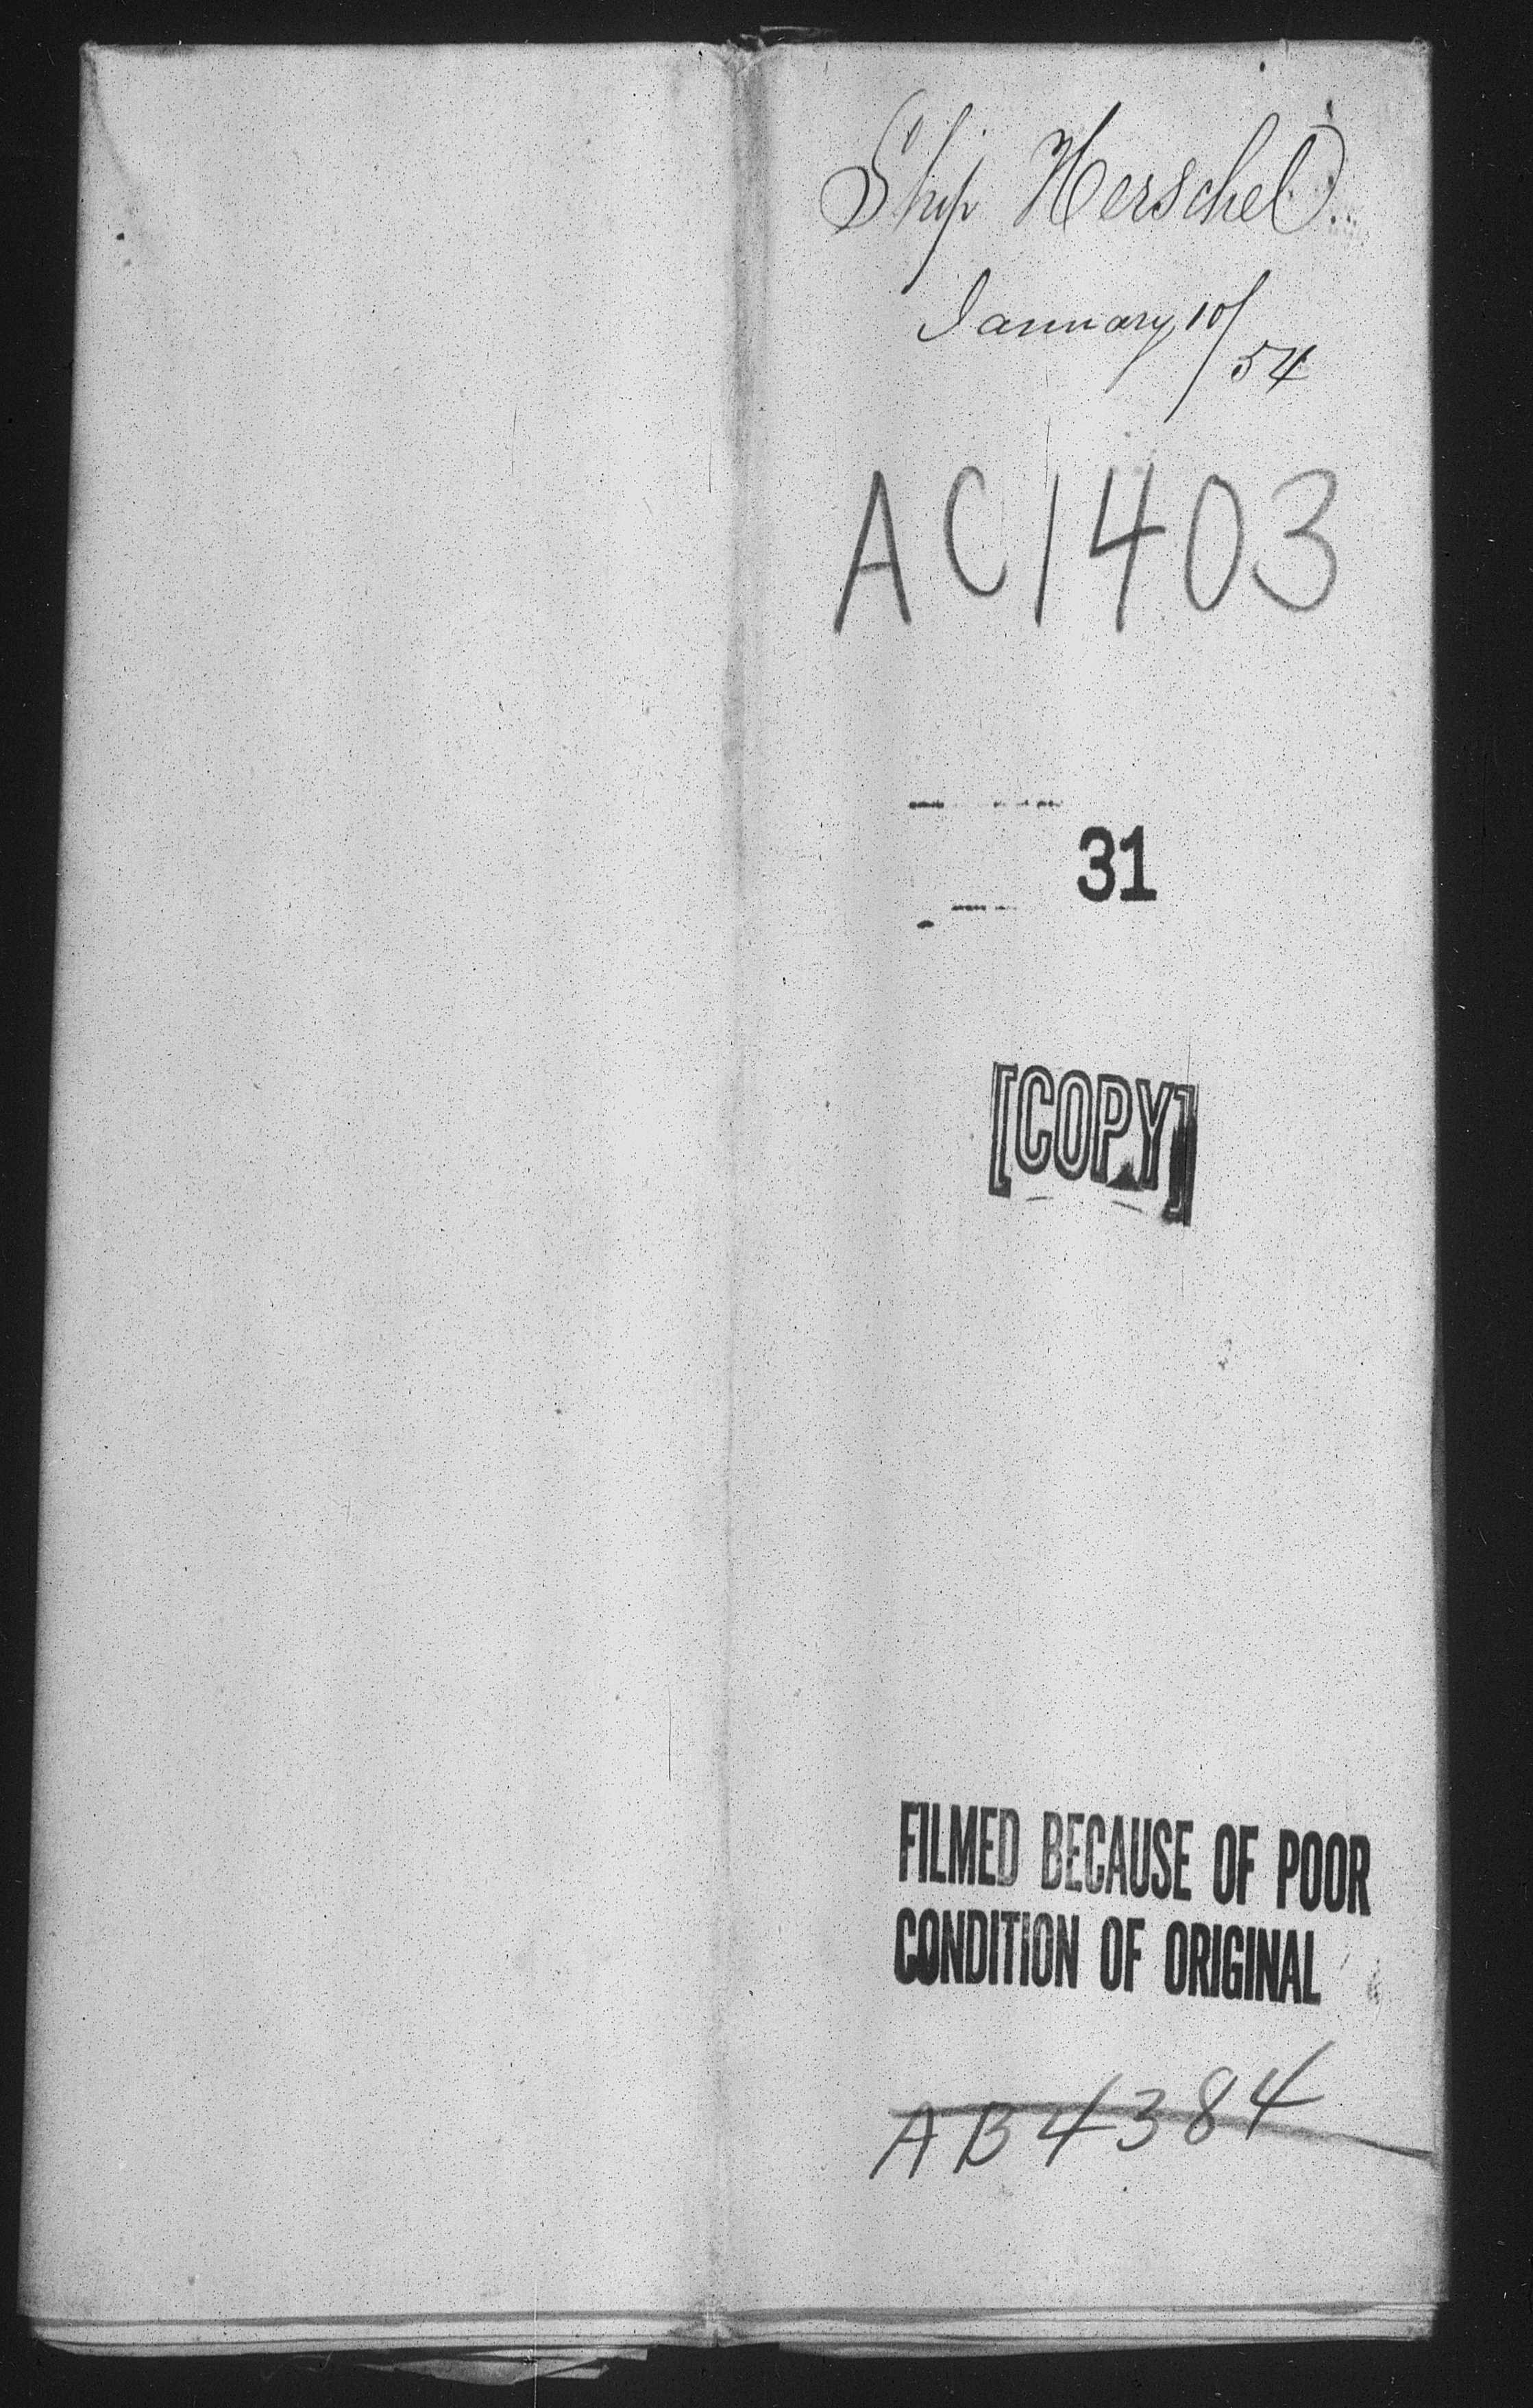 Ship Herschel
January 10/
54
AC1403
31
[COPY]
FILMED BECAUSE OF POOR
CONDITION OF ORIGINAL
AB4384